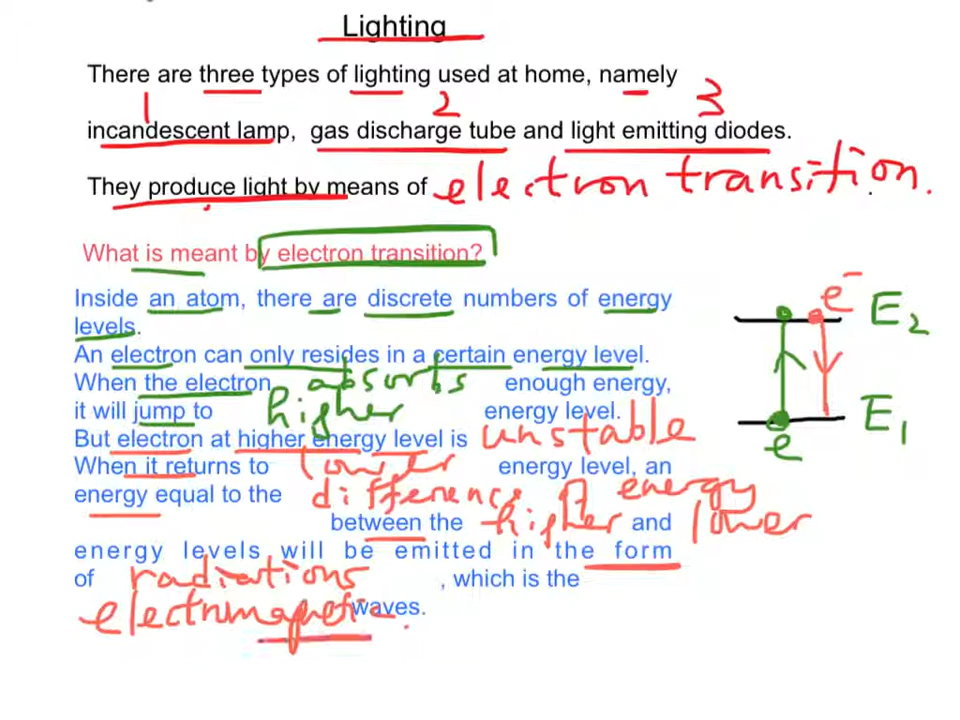 Lighting
There are three types of lighting used at home, namely
1 2 3
incandescent lamp, gas discharge tube and light emitting diodes.
They produce light by means of electron transition.
What is meant by electron transition?
Inside an atom, there are discrete numbers of energy
levels.
An electron can only resides in a certain energy level.
When the electron absorbs enough energy,
it will jump to higher energy level.
But electron at higher energy level is unstable
When it returns to lower energy level, an
energy equal to the difference of energy
between the higher and lower
energy levels will be emitted in the form
of radiations, which is the
electrmagnetic waves.
e⁻ E₂
E₁
e